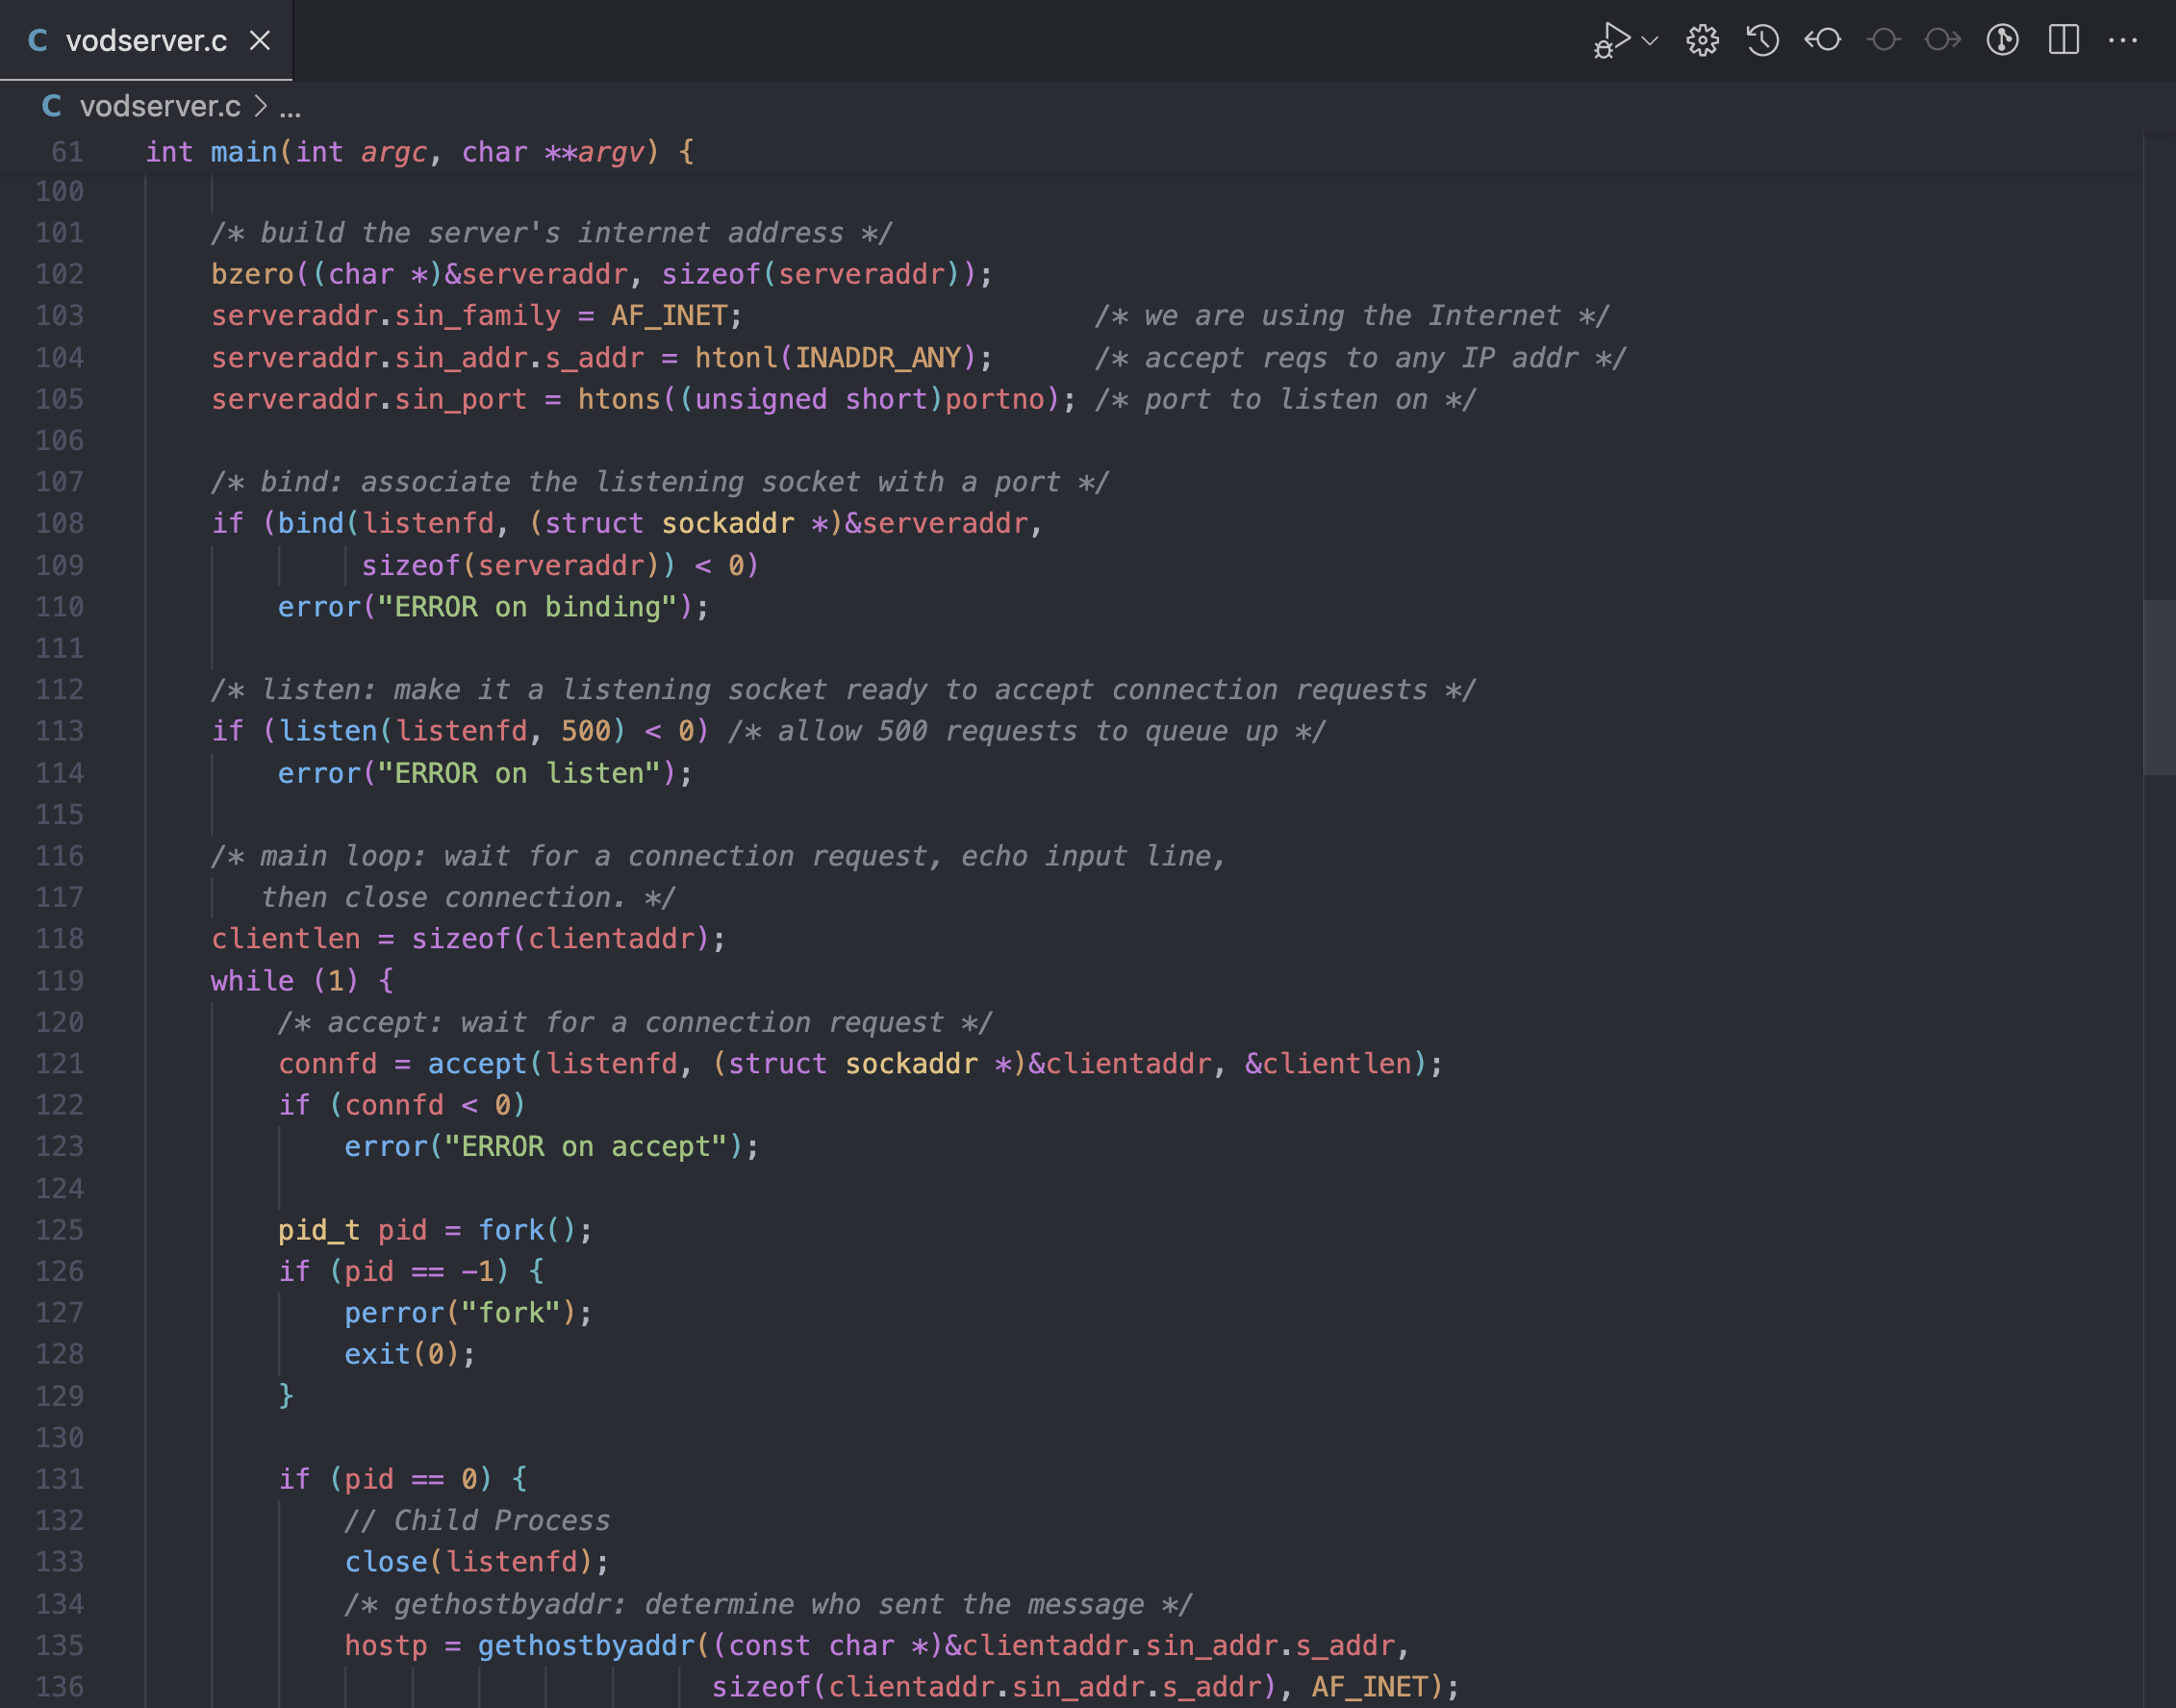 C vodserver.c
C vodserver.c > ...
61 int main(int argc, char **argv) {
100
101 /* build the server's internet address */
102 bzero((char *)&serveraddr, sizeof(serveraddr));
103 serveraddr.sin_family = AF_INET; /* we are using the Internet */
104 serveraddr.sin_addr.s_addr = htonl(INADDR_ANY); /* accept reqs to any IP addr */
105 serveraddr.sin_port = htons((unsigned short)portno); /* port to listen on */
106
107 /* bind: associate the listening socket with a port */
108 if (bind(listenfd, (struct sockaddr *)&serveraddr,
109 sizeof(serveraddr)) < 0)
110 error("ERROR on binding");
111
112 /* listen: make it a listening socket ready to accept connection requests */
113 if (listen(listenfd, 500) < 0) /* allow 500 requests to queue up */
114 error("ERROR on listen");
115
116 /* main loop: wait for a connection request, echo input line,
117 then close connection. */
118 clientlen = sizeof(clientaddr);
119 while (1) {
120 /* accept: wait for a connection request */
121 connfd = accept(listenfd, (struct sockaddr *)&clientaddr, &clientlen);
122 if (connfd < 0)
123 error("ERROR on accept");
124
125 pid_t pid = fork();
126 if (pid == -1) {
127 perror("fork");
128 exit(0);
129 }
130
131 if (pid == 0) {
132 // Child Process
133 close(listenfd);
134 /* gethostbyaddr: determine who sent the message */
135 hostp = gethostbyaddr((const char *)&clientaddr.sin_addr.s_addr,
136 sizeof(clientaddr.sin_addr.s_addr), AF_INET);